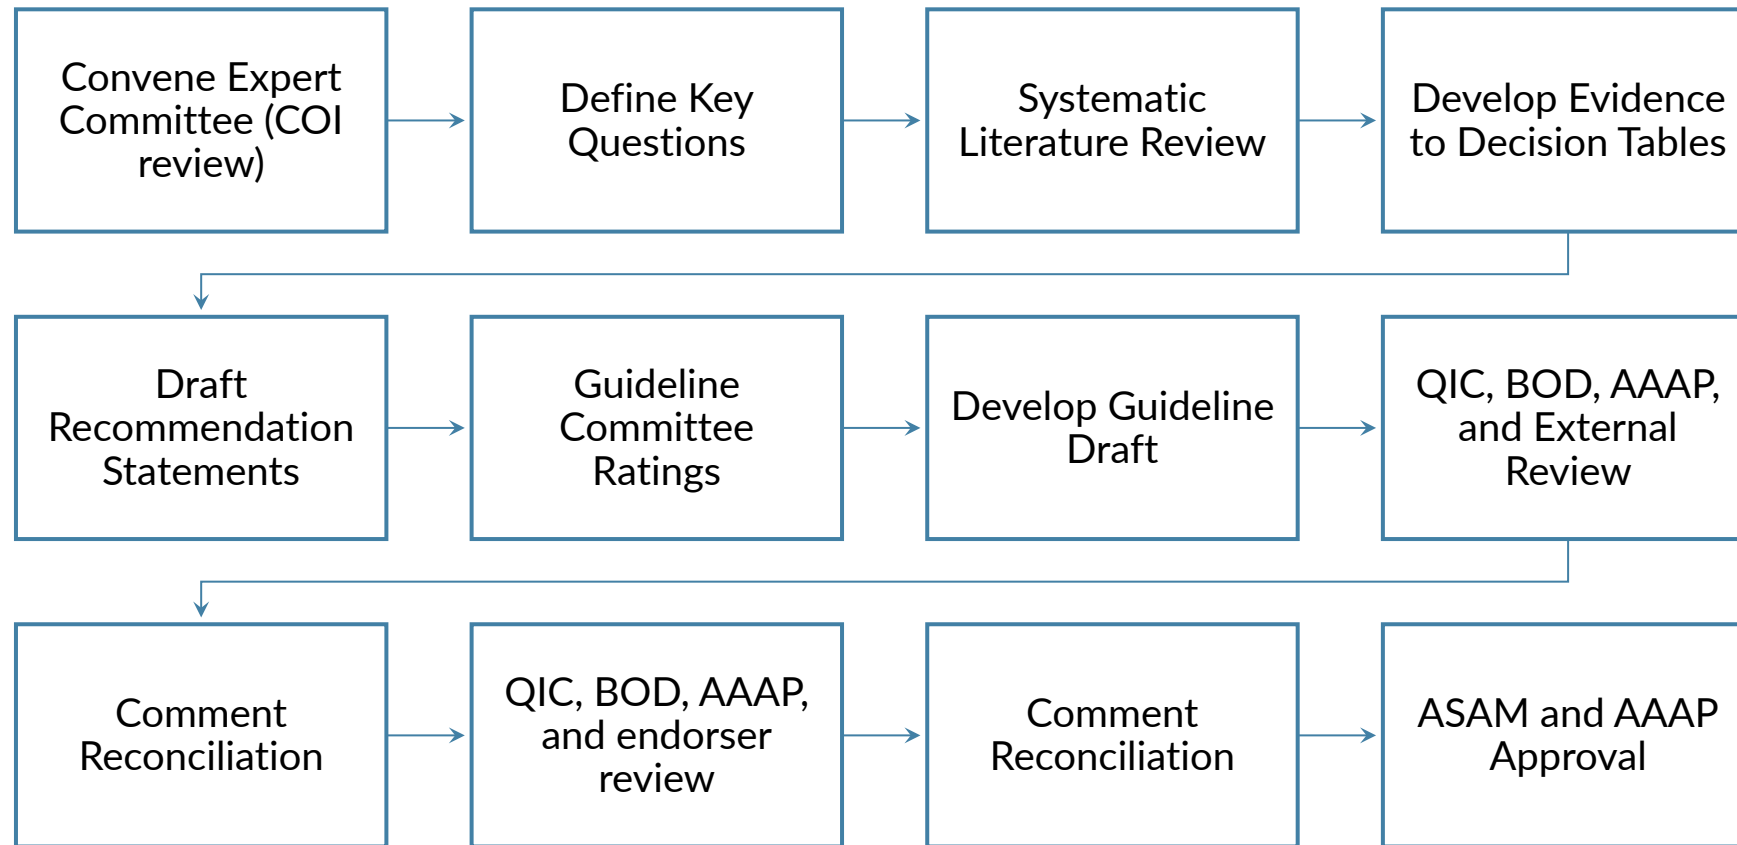 Convene Expert
Committee (COI
review)
Define Key
Questions
Systematic
Literature Review
Develop Evidence
to Decision Tables
Draft
Recommendation
Statements
Guideline
Committee
Ratings
Develop Guideline
Draft
QIC, BOD, AAAP,
and External
Review
Comment
Reconciliation
QIC, BOD, AAAP,
and endorser
review
Comment
Reconciliation
ASAM and AAAP
Approval